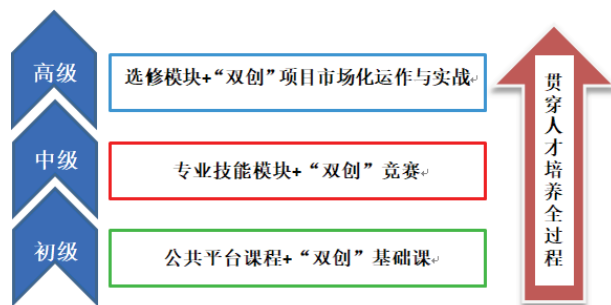 高级
选修模块+“双创”项目市场化运作与实战
中级
专业技能模块+“双创”竞赛
初级
公共平台课程+“双创”基础课
贯穿人才培养全过程